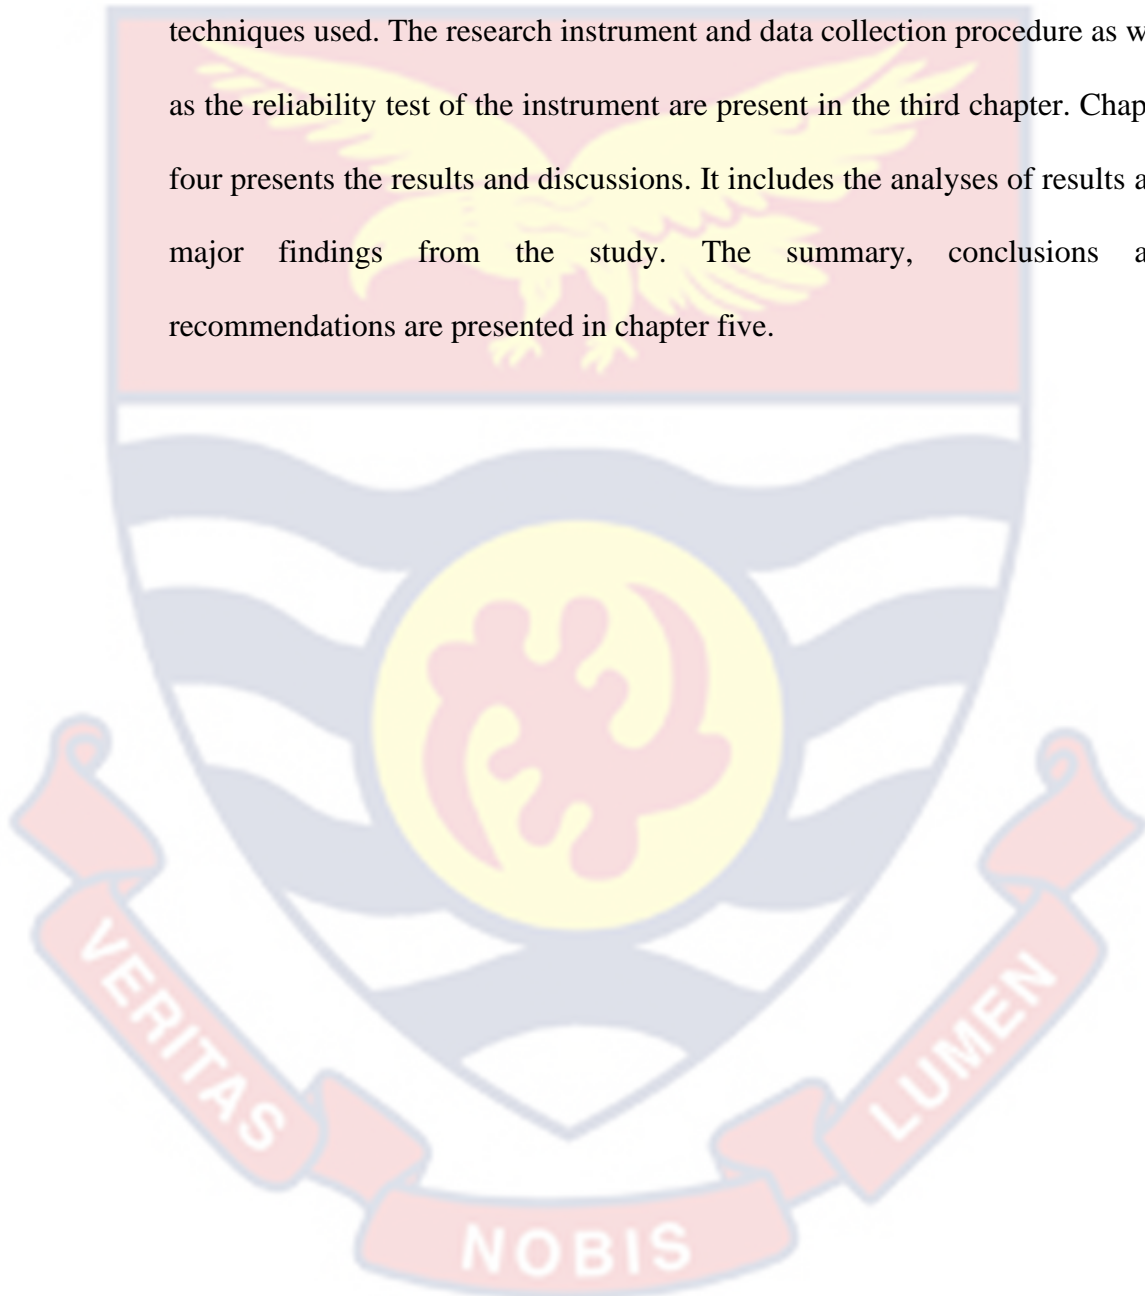 techniques used. The research instrument and data collection procedure as w
as the reliability test of the instrument are present in the third chapter. Chap
four presents the results and discussions. It includes the analyses of results a
major findings from the study. The summary, conclusions a
recommendations are presented in chapter five.
VERITAS
NOBIS
LUMEN